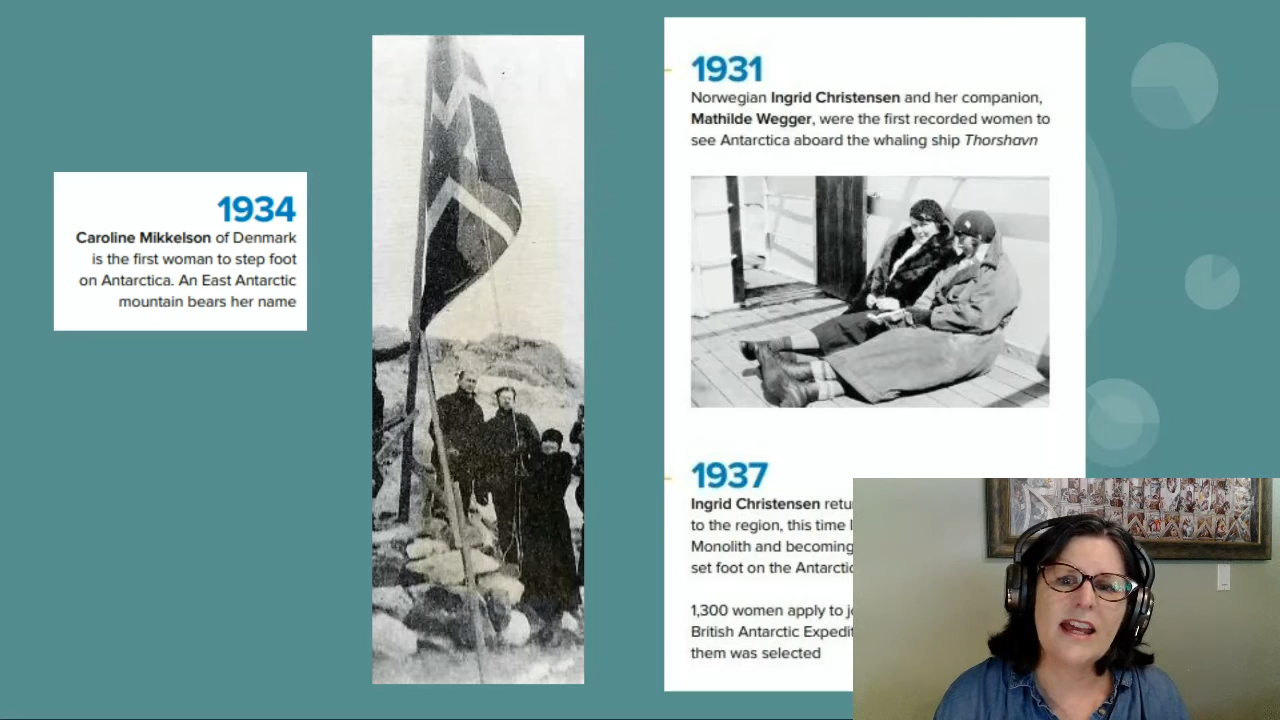 1934
Caroline Mikkelson of Denmark
is the first woman to step foot
on Antarctica. An East Antarctic
mountain bears her name
1931
Norwegian Ingrid Christensen and her companion,
Mathilde Wegger, were the first recorded women to
see Antarctica aboard the whaling ship Thorshavn
1937
Ingrid Christensen
to the region, this time
Monolith and becoming
set foot on the
1,300 women apply to
British Antarctic
them was selected